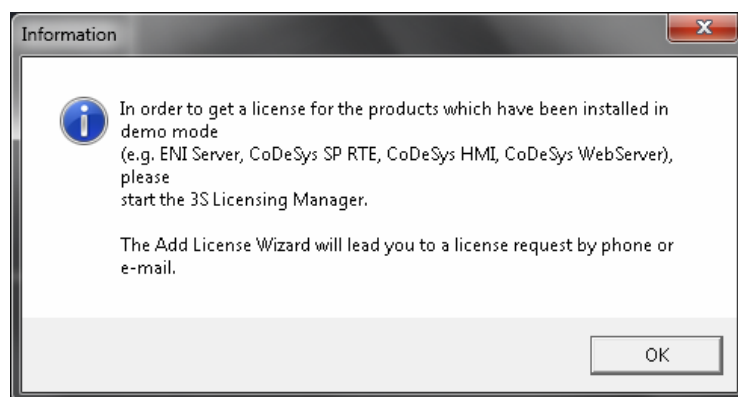 Information
In order to get a license for the products which have been installed in
demo mode
(e.g. ENI Server, CoDeSys SP RTE, CoDeSys HMI, CoDeSys WebServer),
please
start the 3S Licensing Manager.
The Add License Wizard will lead you to a license request by phone or
e-mail.
OK